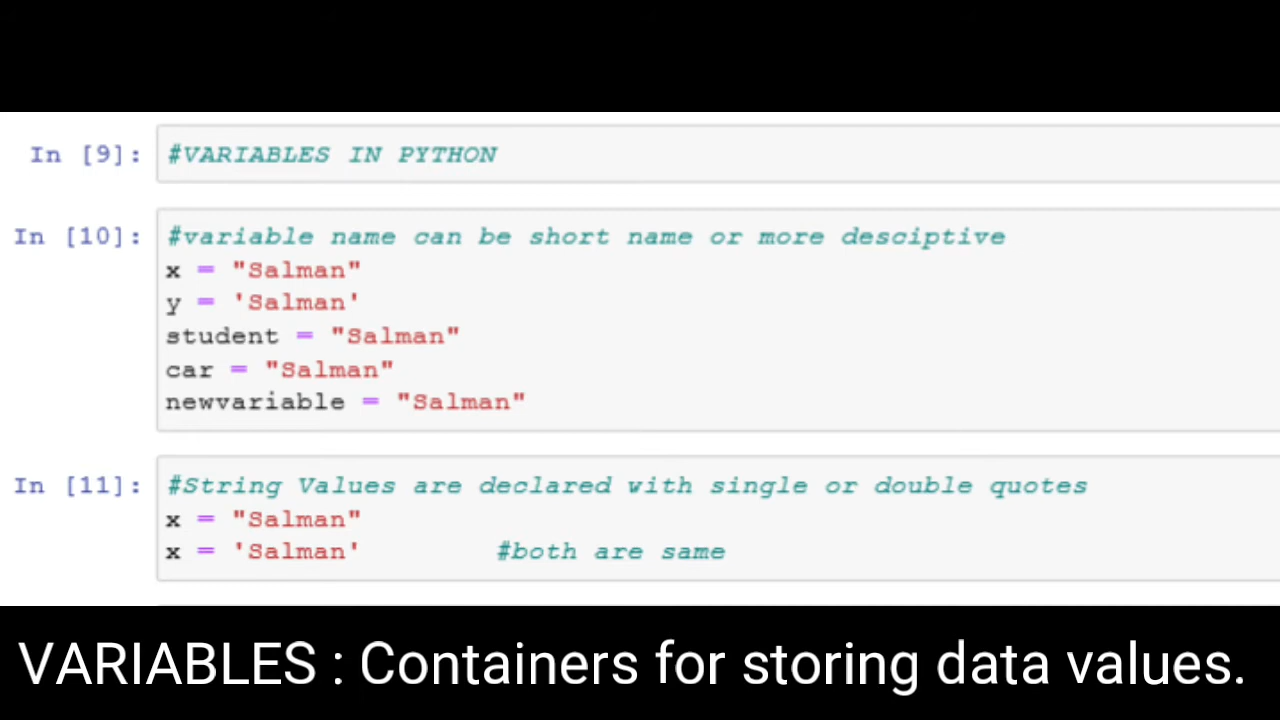 In [9]: #VARIABLES IN PYTHON
In [10]: #variable name can be short name or more desciptive
x = "Salman"
y = 'Salman'
student = "Salman"
car = "Salman"
newvariable = "Salman"
In [11]: #String Values are declared with single or double quotes
x = "Salman"
x = 'Salman' #both are same
VARIABLES : Containers for storing data values.